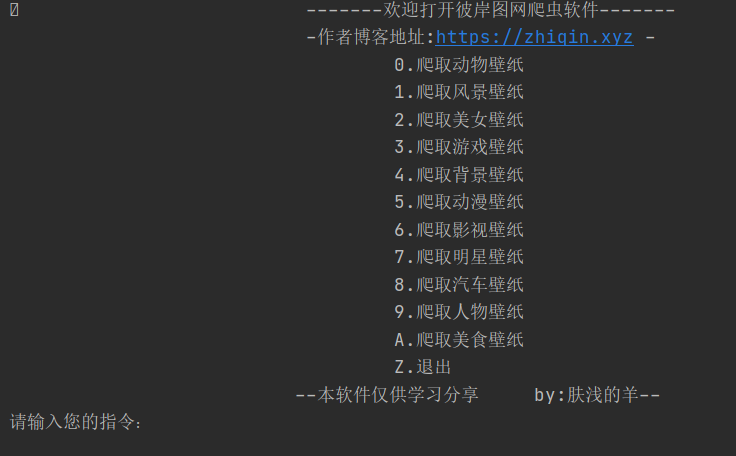 -------欢迎打开彼岸图网爬虫软件-------
-作者博客地址:https://zhiqin.xyz -
0.爬取动物壁纸
1.爬取风景壁纸
2.爬取美女壁纸
3.爬取游戏壁纸
4.爬取背景壁纸
5.爬取动漫壁纸
6.爬取影视壁纸
7.爬取明星壁纸
8.爬取汽车壁纸
9.爬取人物壁纸
A.爬取美食壁纸
Z.退出
--本软件仅供学习分享     by:肤浅的羊--
请输入您的指令: